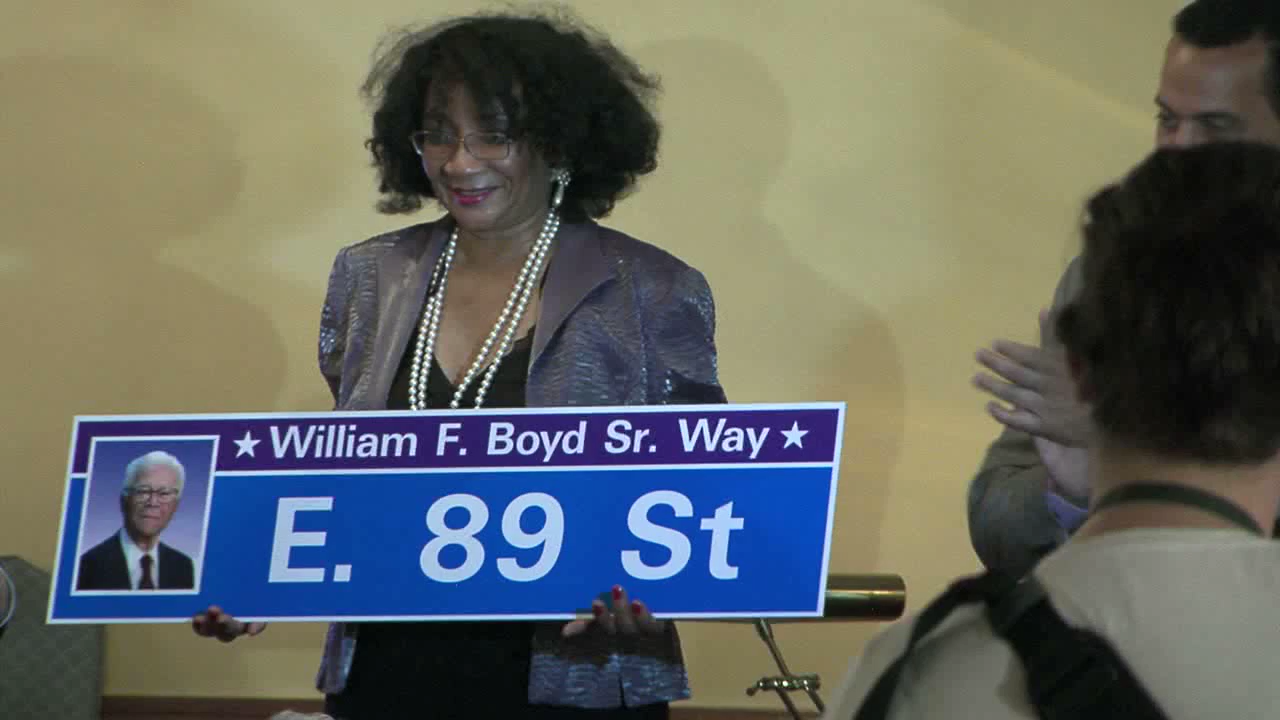 ★ William F. Boyd Sr. Way ★
E. 89 St